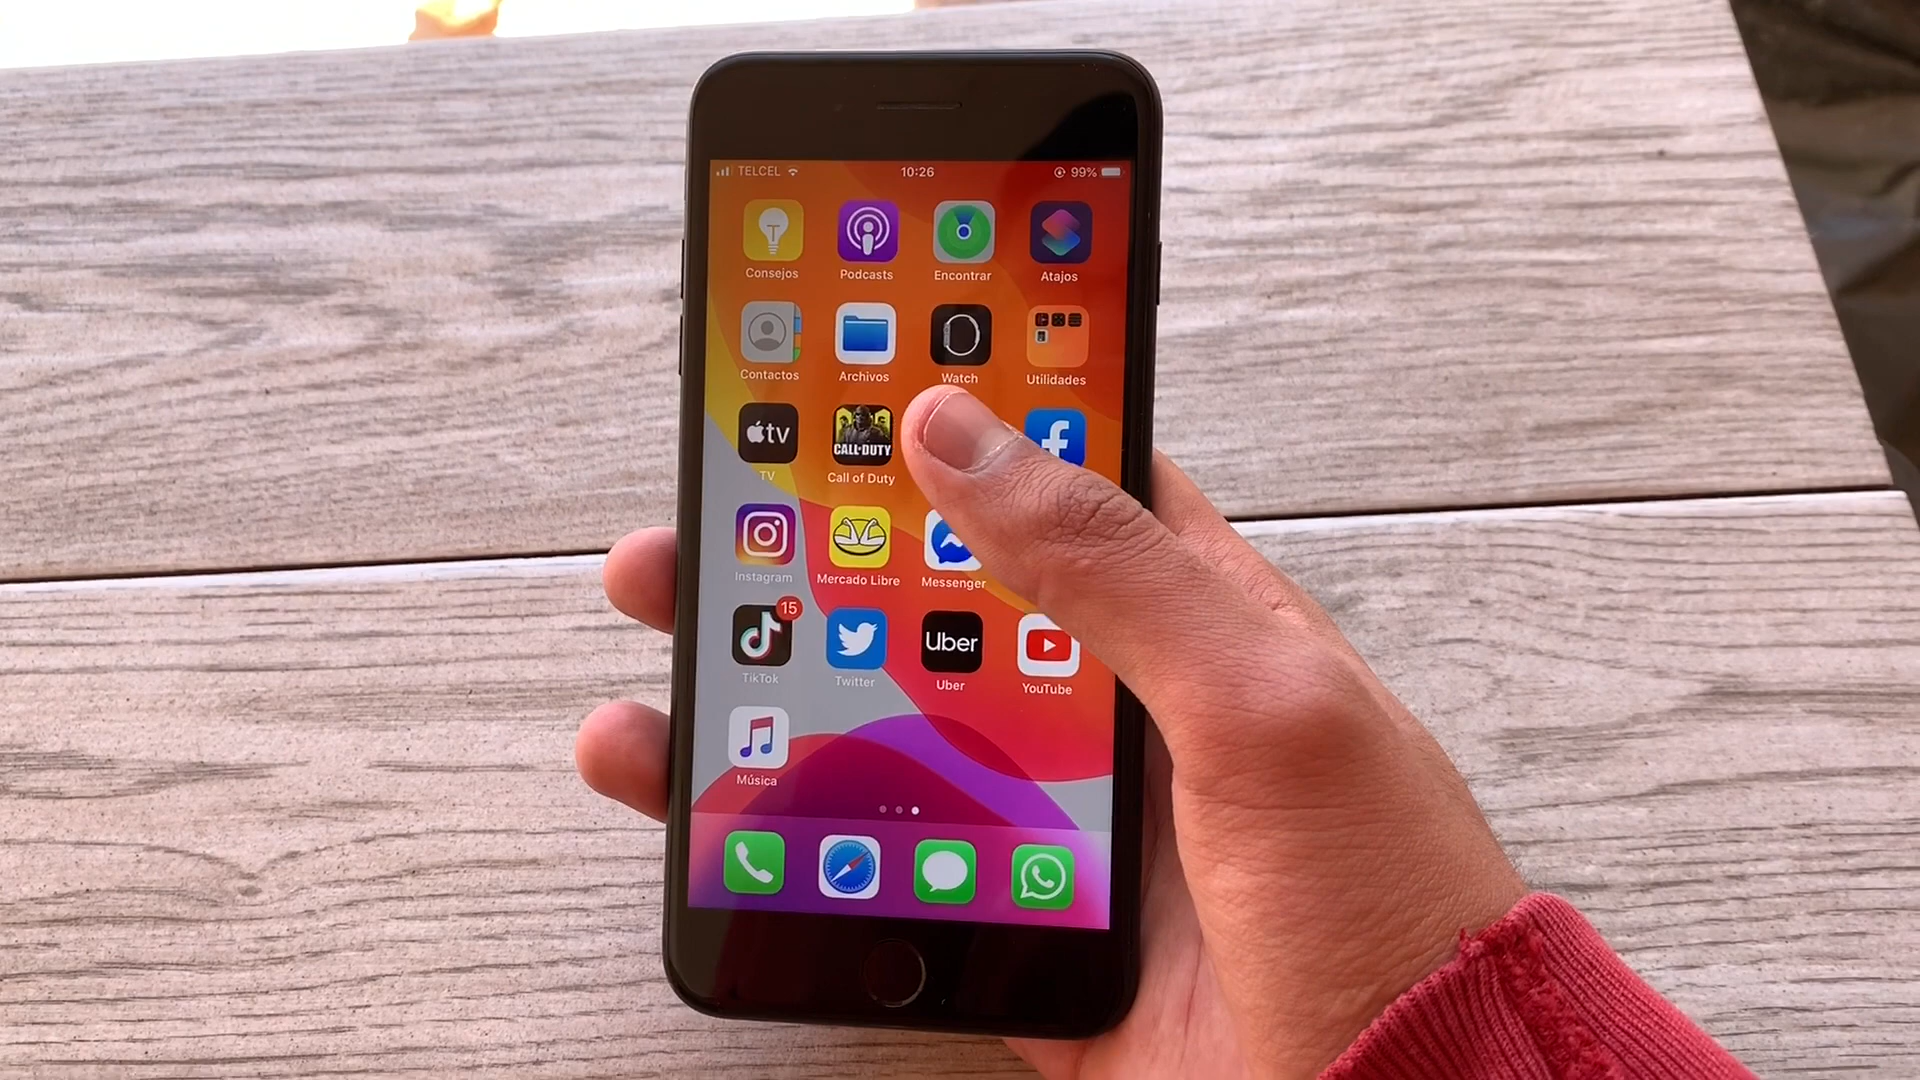 TELCEL 10:26 99%
Consejos Podcasts Encontrar Atajos
Contactos Archivos Watch Utilidades
tv CALL·DUTY
TV Call of Duty
Instagram Mercado Libre Messenger
15
Uber
TikTok Twitter Uber YouTube
Música